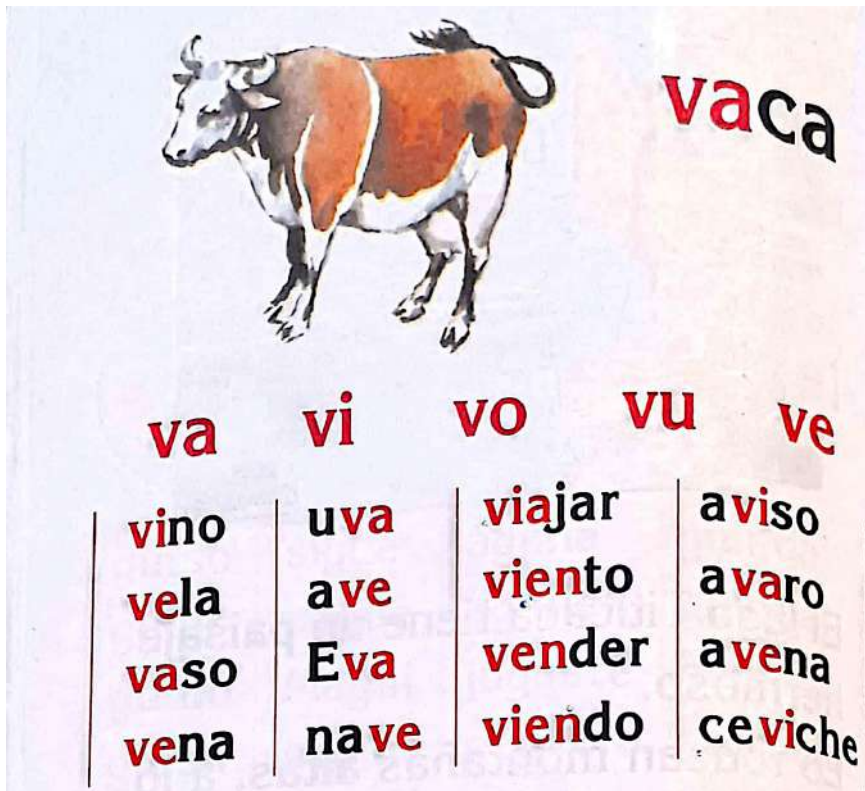 vaca
va vi vo vu ve
vino uva viajar aviso
vela ave viento avaro
vaso Eva vender avena
vena nave viendo ceviche